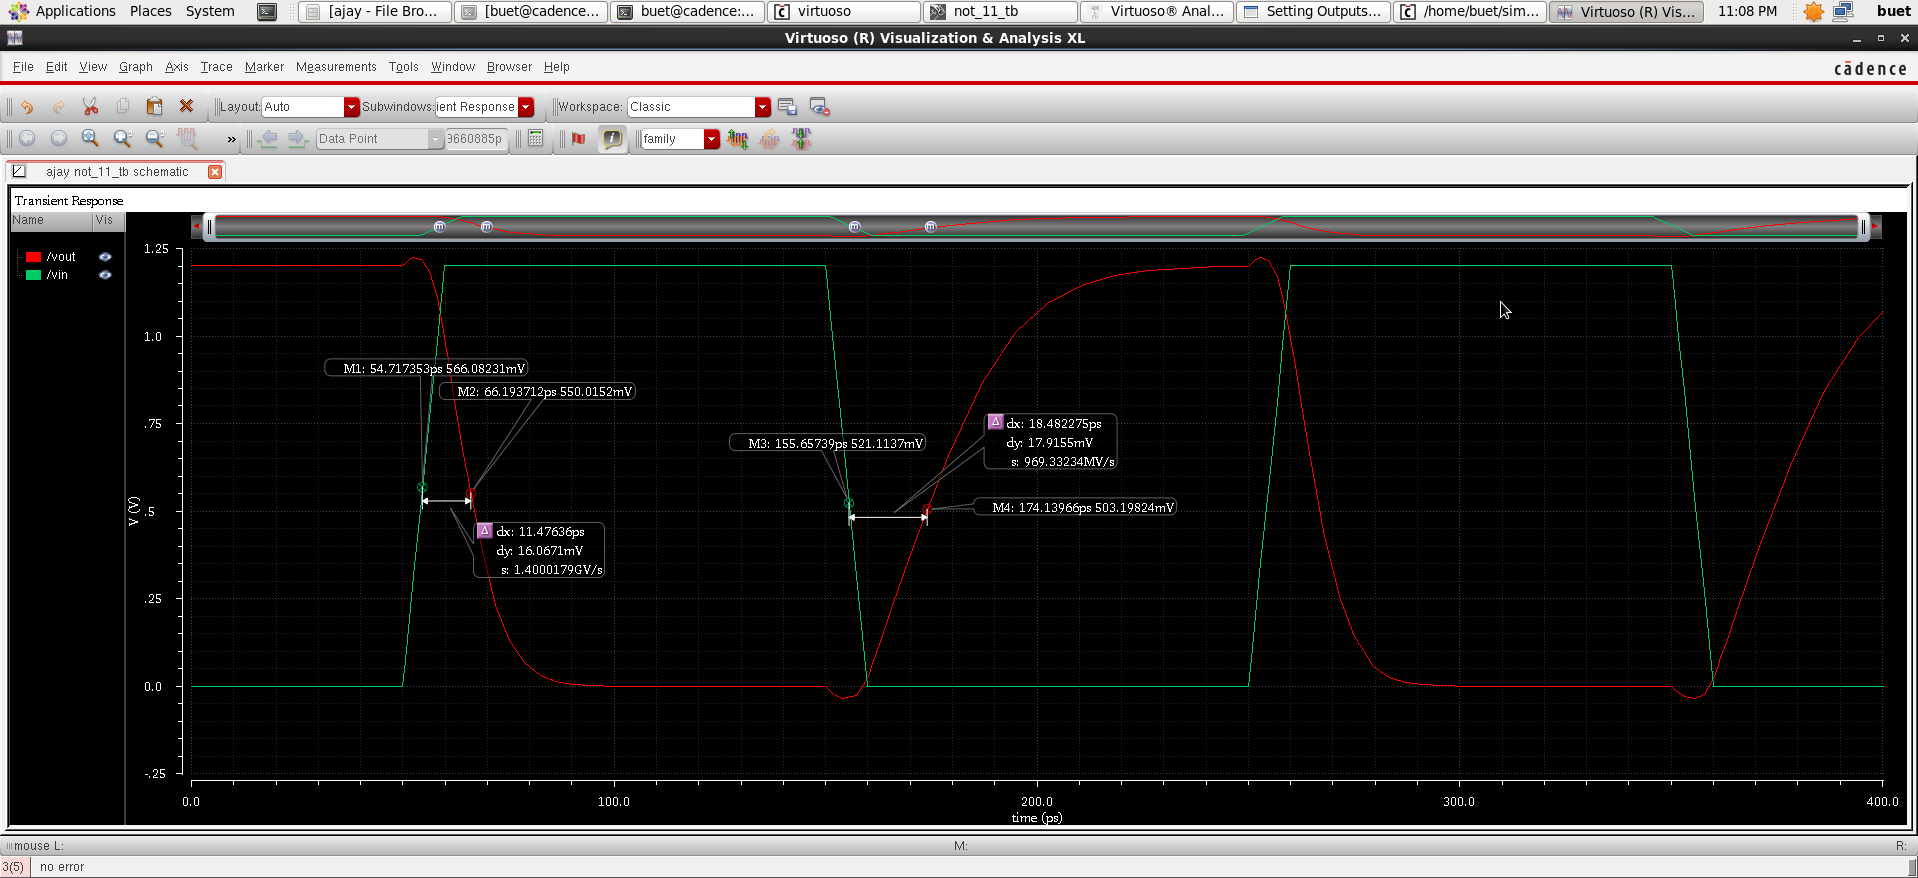 Applications Places System [ajay - File Bro... [buet@cadence... buet@cadence:... virtuoso not_11_tb Virtuoso® Anal... Setting Outputs... /home/buet/sim... Virtuoso (R) Vis... 11:08 PM buet
Virtuoso (R) Visualization & Analysis XL
File Edit View Graph Axis Trace Marker Measurements Tools Window Browser Help
cādence
Layout: Auto Subwindows: ient Response Workspace: Classic
» Data Point 3660885p family
ajay not_11_tb schematic
Transient Response
Name Vis
/vout
/vin
1.25
1.0
.75
.5
.25
0.0
-.25
V (V)
M1: 54.717353ps 566.08231mV
M2: 66.193712ps 550.0152mV
dx: 11.47636ps
dy: 16.0671mV
s: 1.4000179GV/s
M3: 155.65739ps 521.1137mV
dx: 18.482275ps
dy: 17.9155mV
s: 969.33234MV/s
M4: 174.13966ps 503.19824mV
0.0 100.0 200.0 300.0 400.0
time (ps)
mouse L: M: R:
3(5) no error